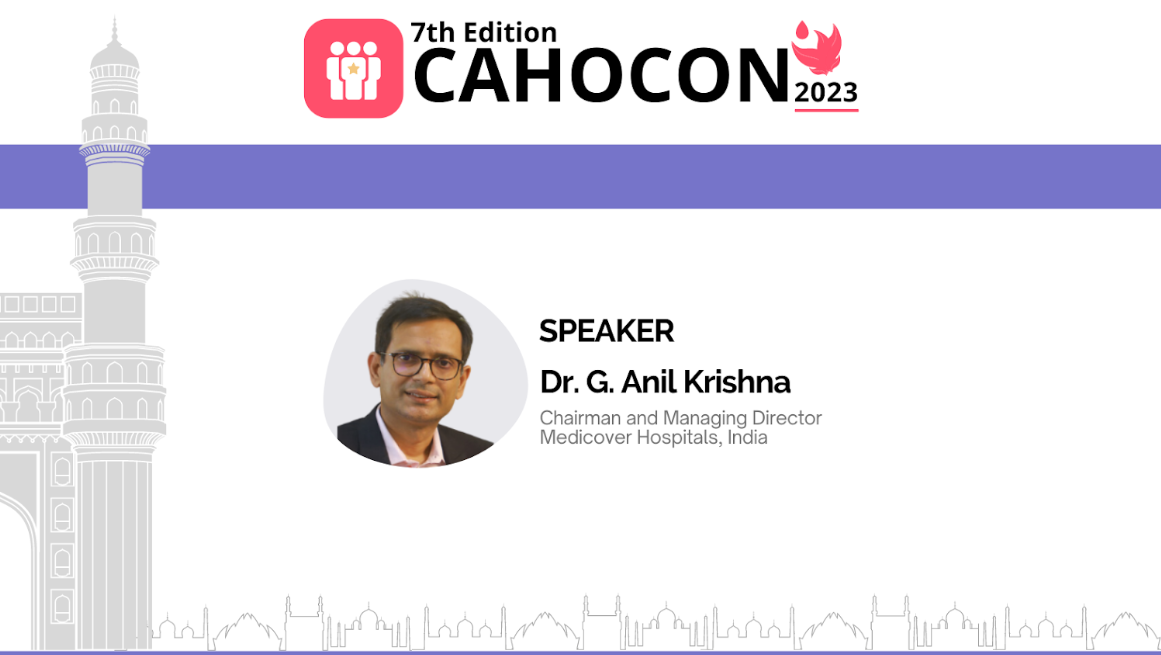 7th Edition
CAHOCON
2023
SPEAKER
Dr. G. Anil Krishna
Chairman and Managing Director
Medicover Hospitals, India